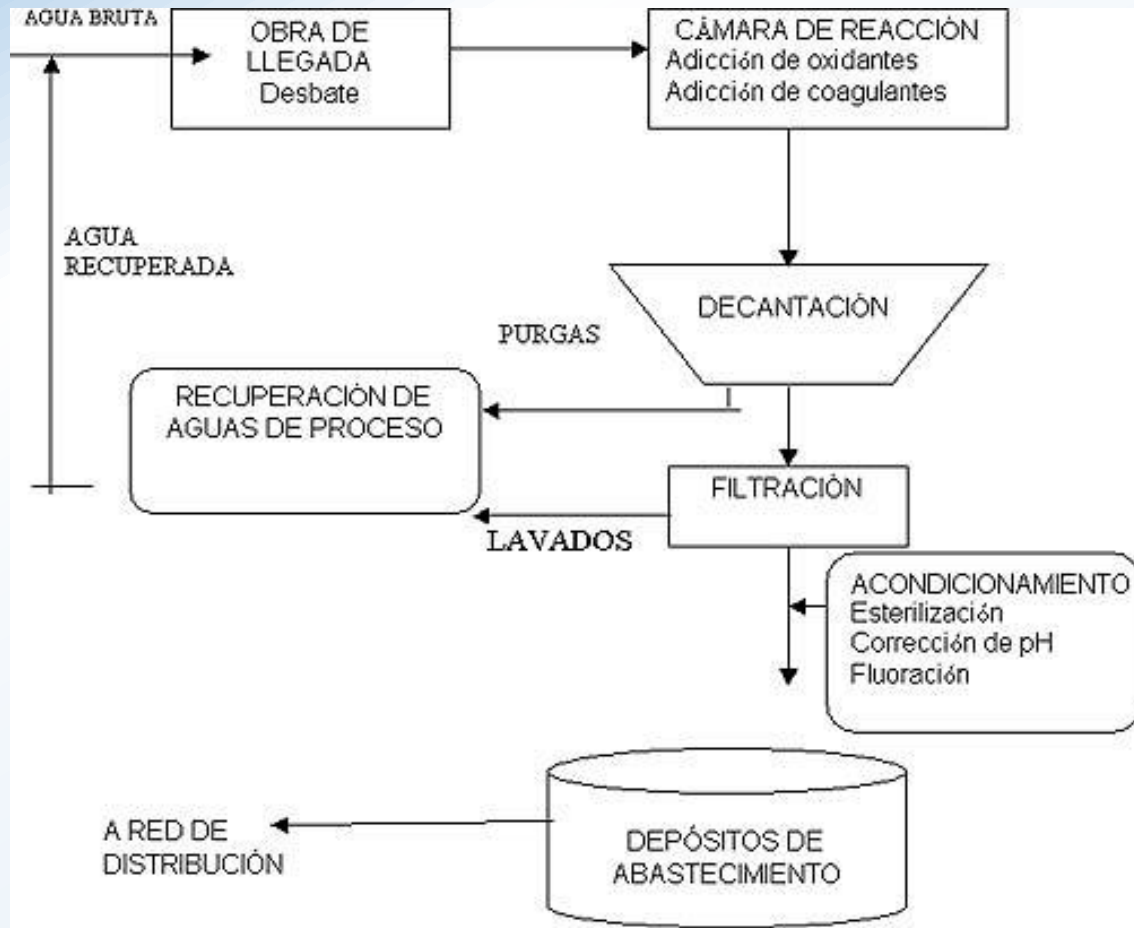 AGUA BRUTA
OBRA DE
LLEGADA
Desbate
CÁMARA DE REACCIÓN
Adicción de oxidantes
Adicción de coagulantes
AGUA
RECUPERADA
DECANTACIÓN
PURGAS
RECUPERACIÓN DE
AGUAS DE PROCESO
FILTRACIÓN
LAVADOS
ACONDICIONAMIENTO
Esterilización
Corrección de pH
Fluoración
A RED DE
DISTRIBUCIÓN
DEPÓSITOS DE
ABASTECIMIENTO